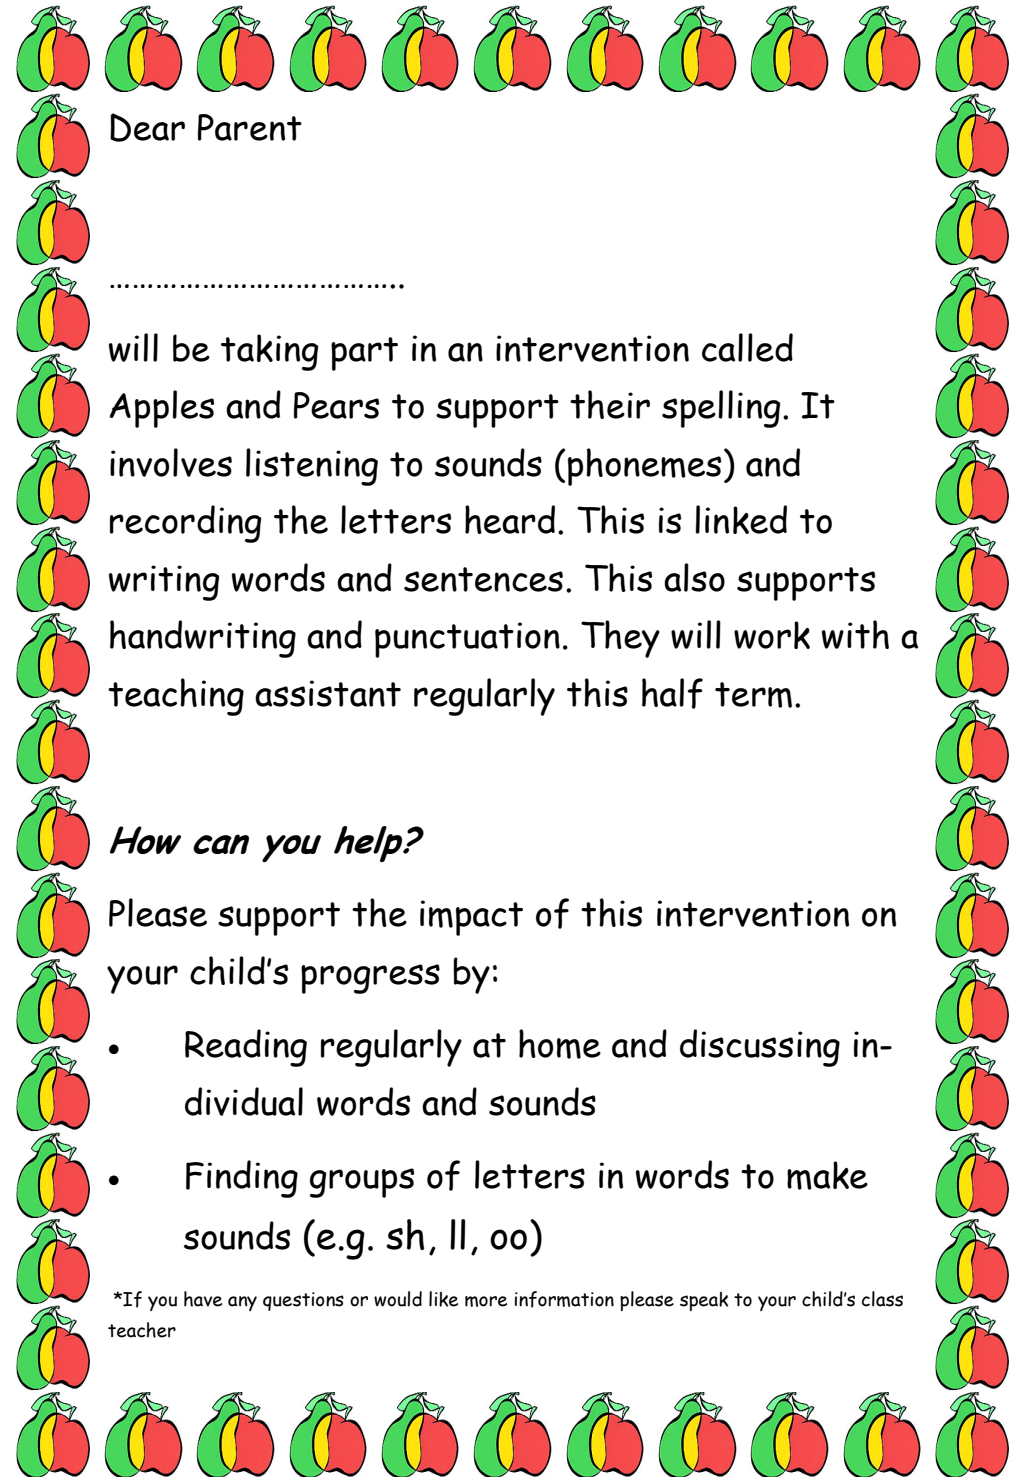 Dear Parent
………………………………..
will be taking part in an intervention called
Apples and Pears to support their spelling. It
involves listening to sounds (phonemes) and
recording the letters heard. This is linked to
writing words and sentences. This also supports
handwriting and punctuation. They will work with a
teaching assistant regularly this half term.
How can you help?
Please support the impact of this intervention on
your child’s progress by:
• Reading regularly at home and discussing in-
dividual words and sounds
• Finding groups of letters in words to make
sounds (e.g. sh, ll, oo)
*If you have any questions or would like more information please speak to your child’s class
teacher